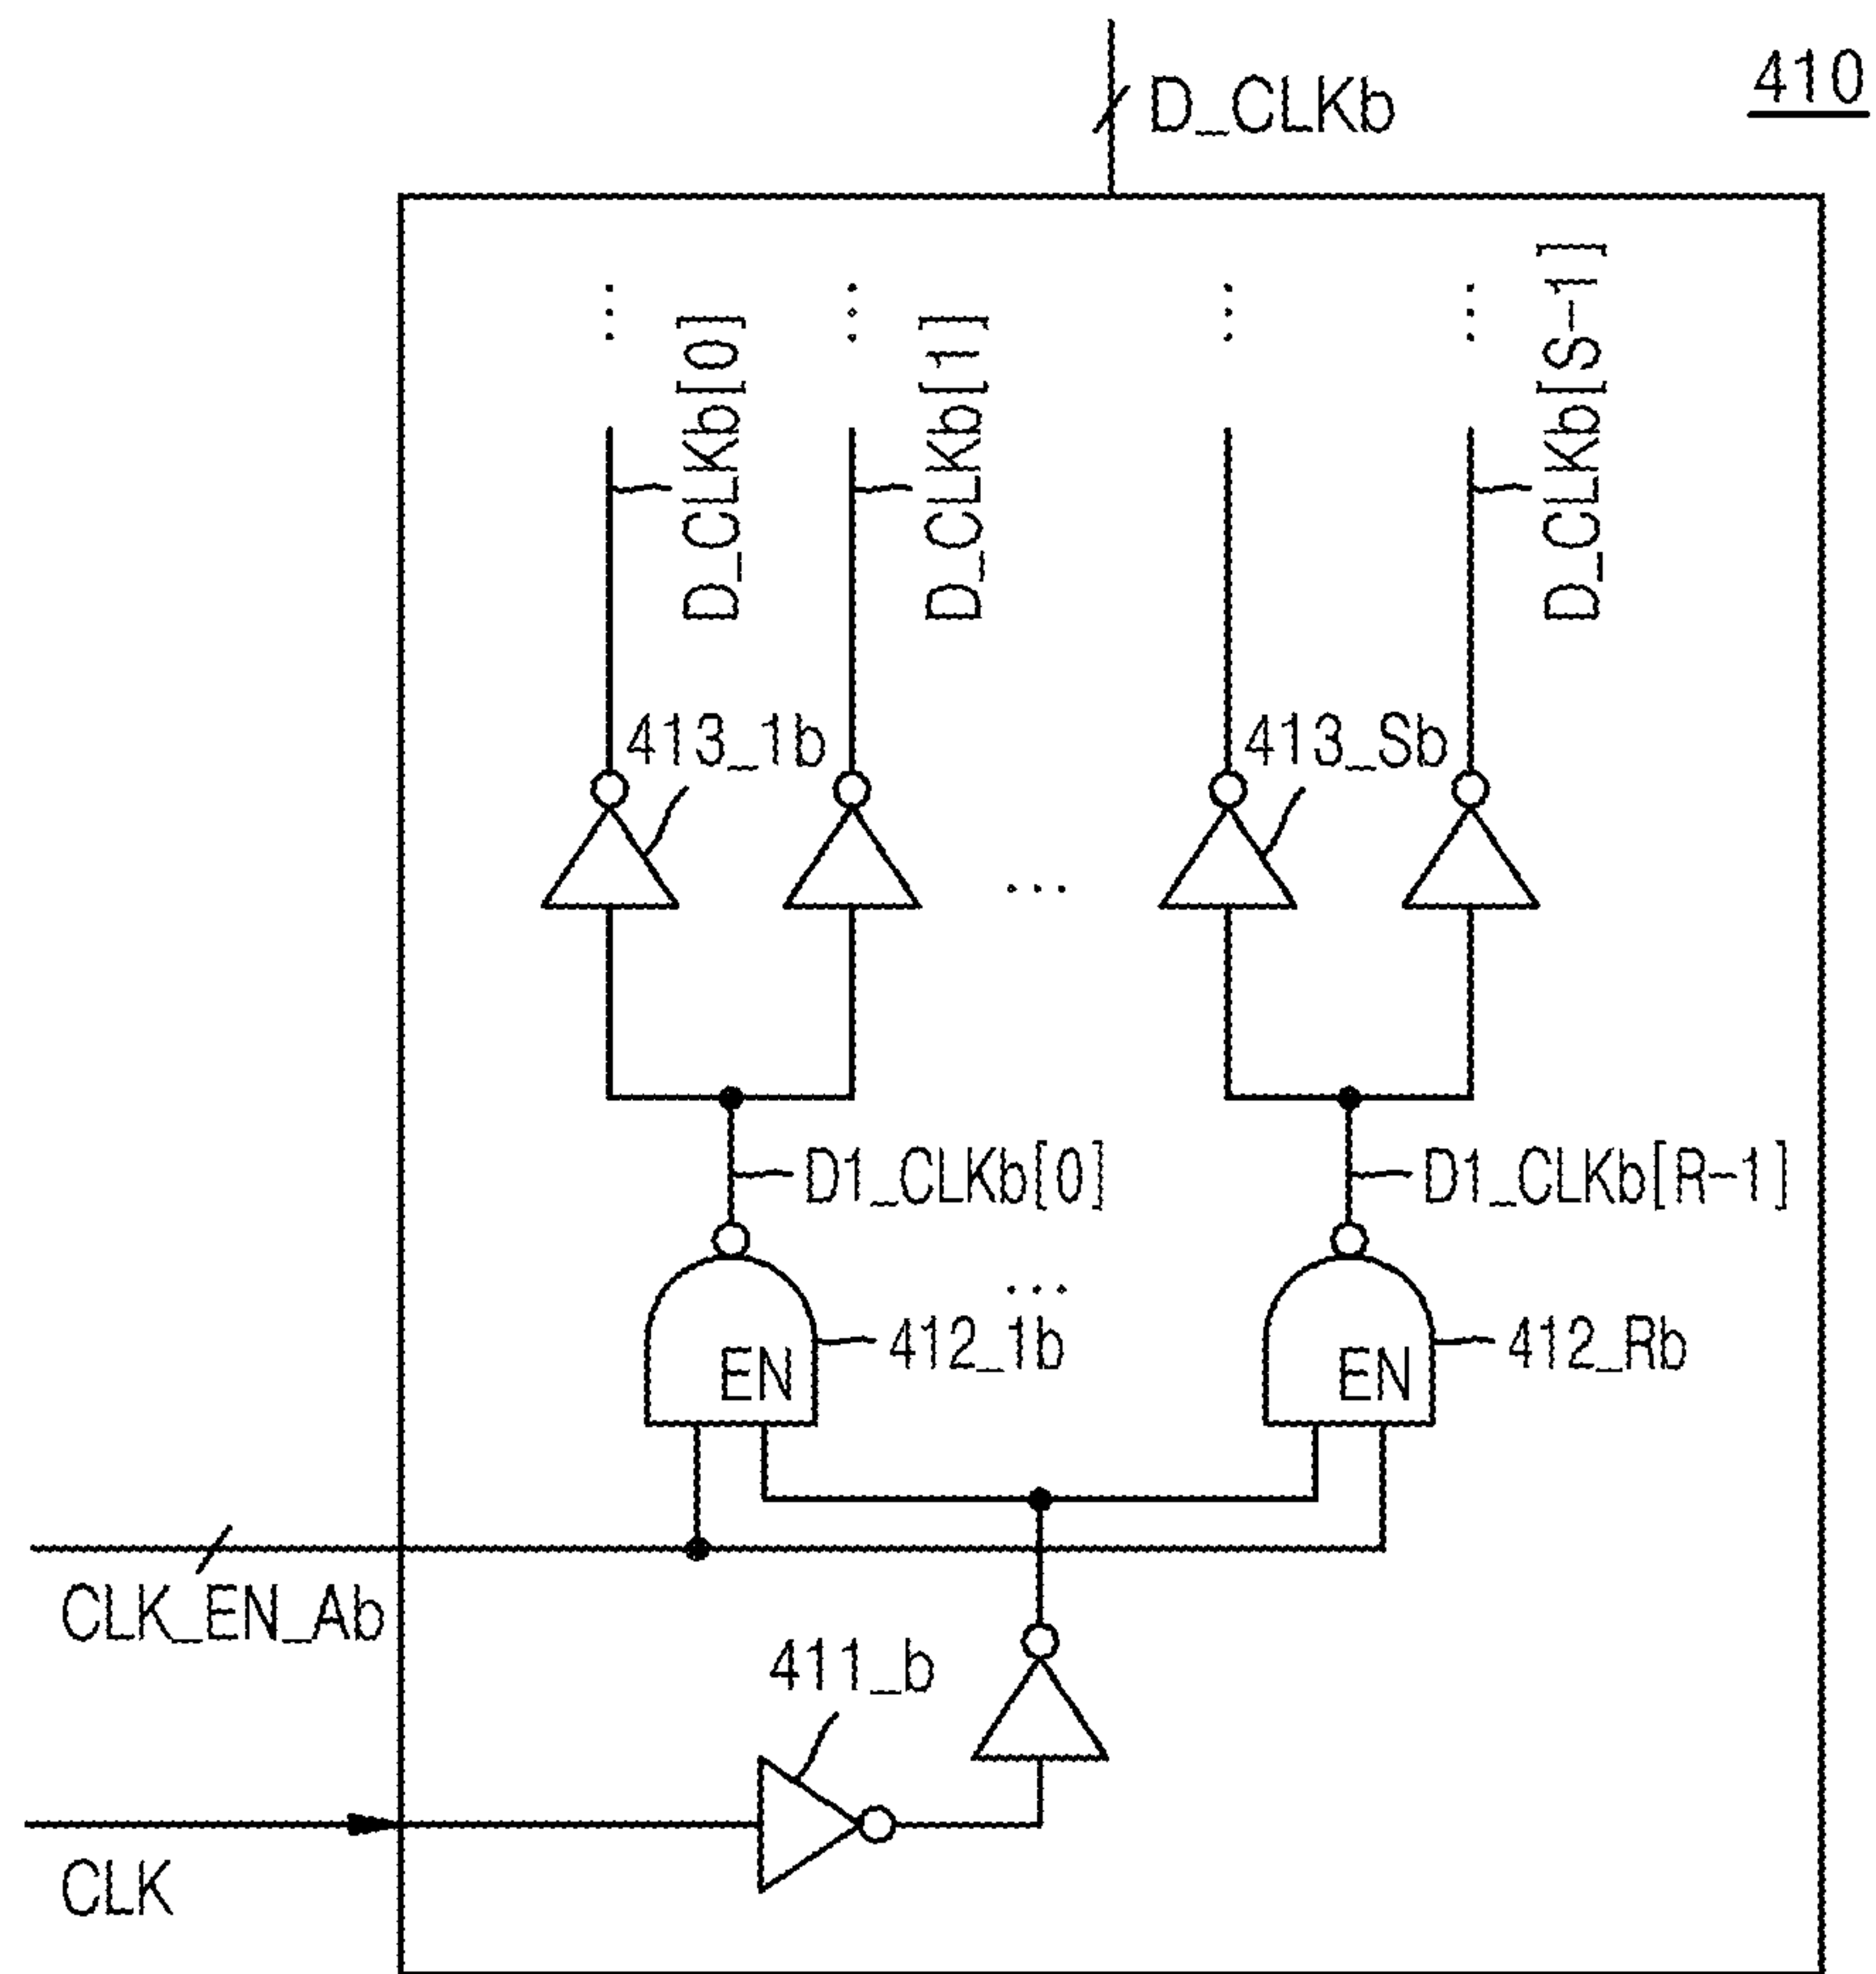 410
D_CLKb
D_CLKb[0]
D_CLKb[1]
D_CLKb[S-1]
413_1b
413_Sb
D1_CLKb[0]
D1_CLKb[R-1]
EN
412_1b
EN
412_Rb
CLK_EN_Ab
411_b
CLK